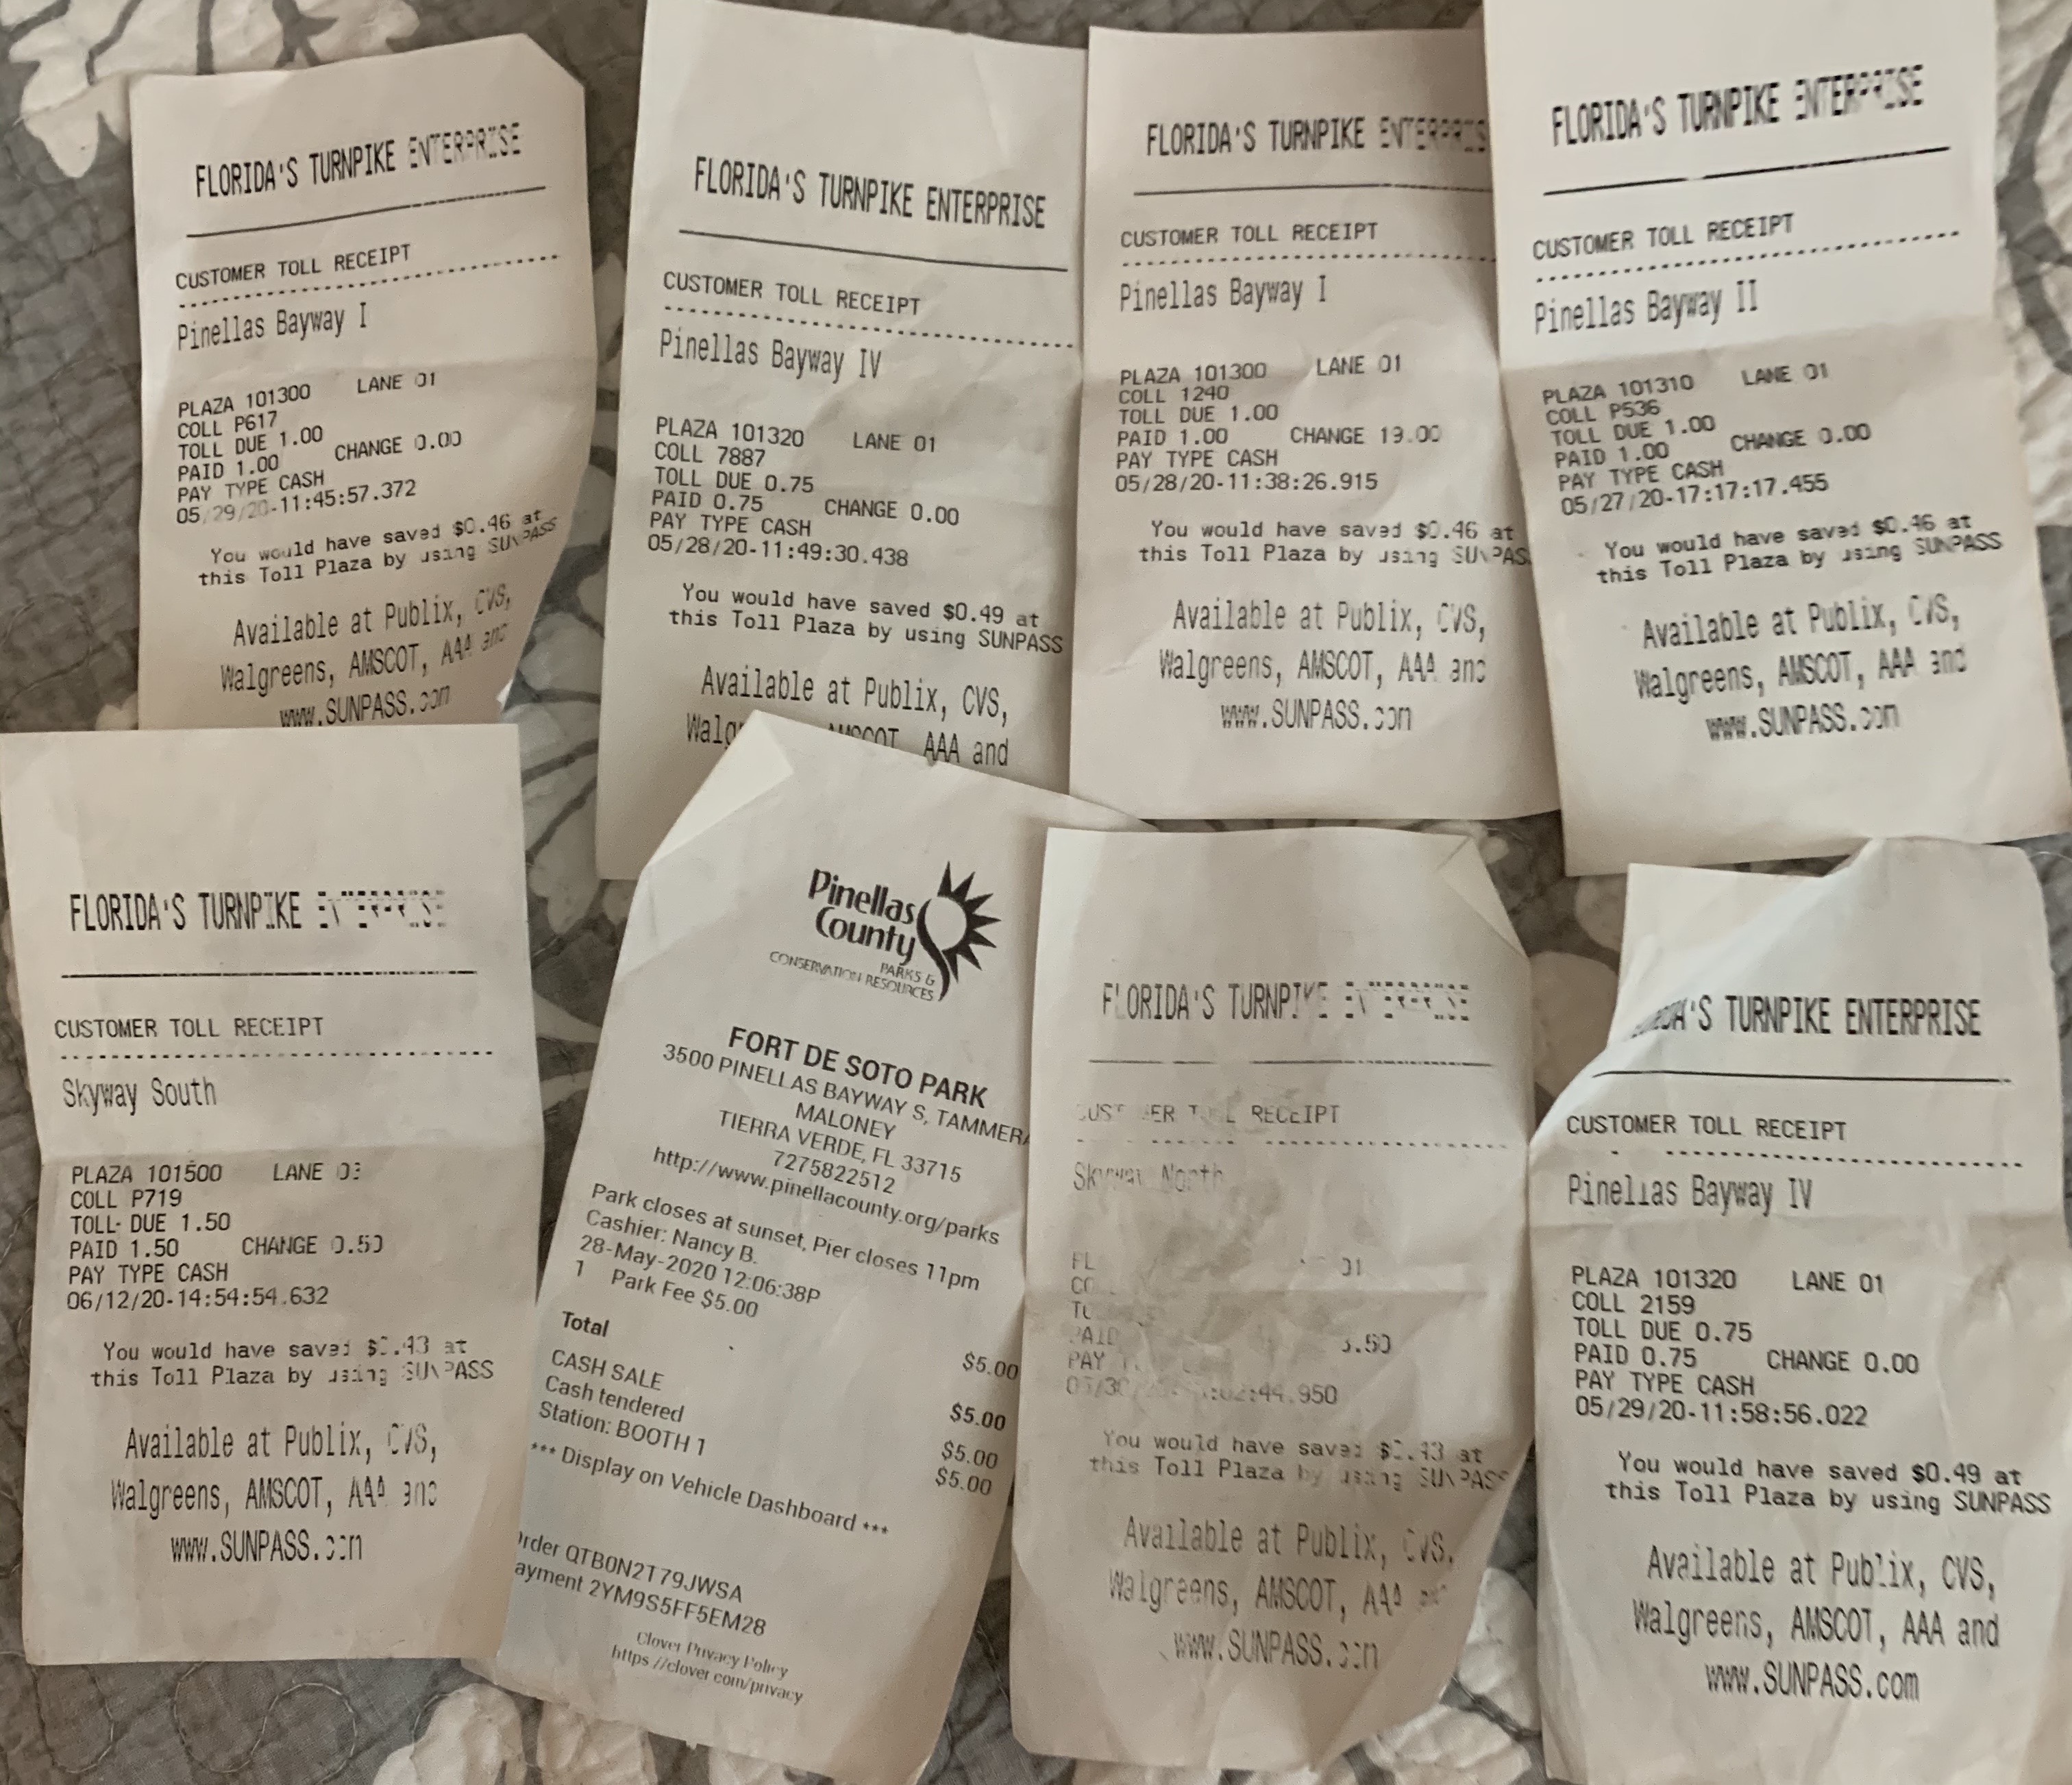 FLORIDA'S TURNPIKE ENTERPRISE
CUSTOMER TOLL RECEIPT
Pinellas Bayway I
PLAZA 101300 LANE 01
COLL P617
TOLL DUE 1.00
PAID 1.00 CHANGE 0.00
PAY TYPE CASH
05/29/20-11:45:57.372
You would have saved $0.46 at
this Toll Plaza by using SUNPASS
Available at Publix, CVS,
Walgreens, AMSCOT, AAA and
www.SUNPASS.com
FLORIDA'S TURNPIKE ENTERPRISE
CUSTOMER TOLL RECEIPT
Pinellas Bayway IV
PLAZA 101320 LANE 01
COLL 7887
TOLL DUE 0.75
PAID 0.75 CHANGE 0.00
PAY TYPE CASH
05/28/20-11:49:30.438
You would have saved $0.49 at
this Toll Plaza by using SUNPASS
Available at Publix, CVS,
Walg AMSCOT, AAA and
FLORIDA'S TURNPIKE ENTERPRIS
CUSTOMER TOLL RECEIPT
Pinellas Bayway I
PLAZA 101300 LANE 01
COLL 1240
TOLL DUE 1.00
PAID 1.00 CHANGE 19.00
PAY TYPE CASH
05/28/20-11:38:26.915
You would have saved $0.46 at
this Toll Plaza by using SUNPAS
Available at Publix, CVS,
Walgreens, AMSCOT, AAA and
www.SUNPASS.com
FLORIDA'S TURNPIKE ENTERPRISE
CUSTOMER TOLL RECEIPT
Pinellas Bayway II
PLAZA 101310 LANE 01
COLL P536
TOLL DUE 1.00
PAID 1.00 CHANGE 0.00
PAY TYPE CASH
05/27/20-17:17:17.455
You would have saved $0.46 at
this Toll Plaza by using SUNPASS
Available at Publix, CVS,
Walgreens, AMSCOT, AAA and
www.SUNPASS.com
FLORIDA'S TURNPIKE ENTERPRISE
CUSTOMER TOLL RECEIPT
Skyway South
PLAZA 101500 LANE 03
COLL P719
TOLL DUE 1.50
PAID 1.50 CHANGE 0.50
PAY TYPE CASH
06/12/20-14:54:54.632
You would have saved $0.43 at
this Toll Plaza by using SUNPASS
Available at Publix, CVS,
Walgreens, AMSCOT, AAA and
www.SUNPASS.com
Pinellas
County
PARKS &
CONSERVATION RESOURCES
FORT DE SOTO PARK
3500 PINELLAS BAYWAY S, TAMMERA
MALONEY
TIERRA VERDE, FL 33715
7275822512
http://www.pinellacounty.org/parks
Park closes at sunset, Pier closes 11pm
Cashier: Nancy B.
28-May-2020 12:06:38P
1 Park Fee $5.00
Total $5.00
CASH SALE $5.00
Cash tendered $5.00
Station: BOOTH 1 $5.00
*** Display on Vehicle Dashboard ***
rder QTB0N2T79JWSA
ayment 2YM9S5FF5EM28
Clover Privacy Policy
https://clover.com/privacy
FLORIDA'S TURNPIKE ENTERPRISE
CUSTOMER TOLL RECEIPT
Skyway North
01
PAID .50
PAY
:44.950
You would have saved $0.43 at
this Toll Plaza by using SUNPASS
Available at Publix, CVS,
Walgreens, AMSCOT, AAA
www.SUNPASS.com
'S TURNPIKE ENTERPRISE
CUSTOMER TOLL RECEIPT
Pinellas Bayway IV
PLAZA 101320 LANE 01
COLL 2159
TOLL DUE 0.75
PAID 0.75 CHANGE 0.00
PAY TYPE CASH
05/29/20-11:58:56.022
You would have saved $0.49 at
this Toll Plaza by using SUNPASS
Available at Publix, CVS,
Walgreens, AMSCOT, AAA and
www.SUNPASS.com